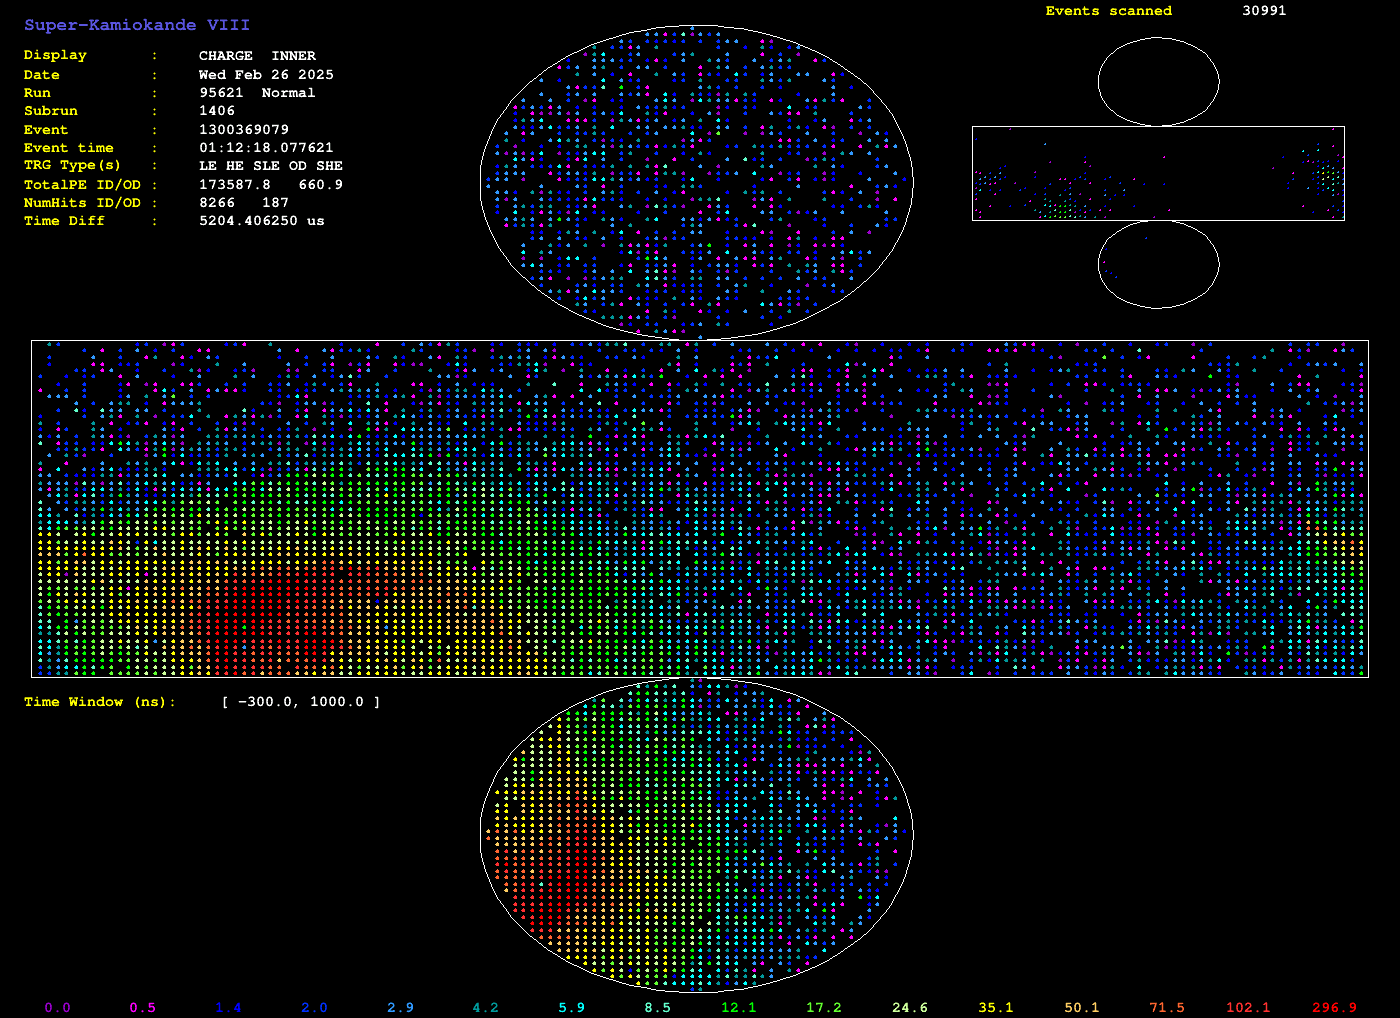 Super-Kamiokande VIII
Events scanned 30991
Display : CHARGE INNER
Date : Wed Feb 26 2025
Run : 95621 Normal
Subrun : 1406
Event : 1300369079
Event time : 01:12:18.077621
TRG Type(s) : LE HE SLE OD SHE
TotalPE ID/OD : 173587.8 660.9
NumHits ID/OD : 8266 187
Time Diff : 5204.406250 us
Time Window (ns): [ -300.0, 1000.0 ]
0.0 0.5 1.4 2.0 2.9 4.2 5.9 8.5 12.1 17.2 24.6 35.1 50.1 71.5 102.1 296.9